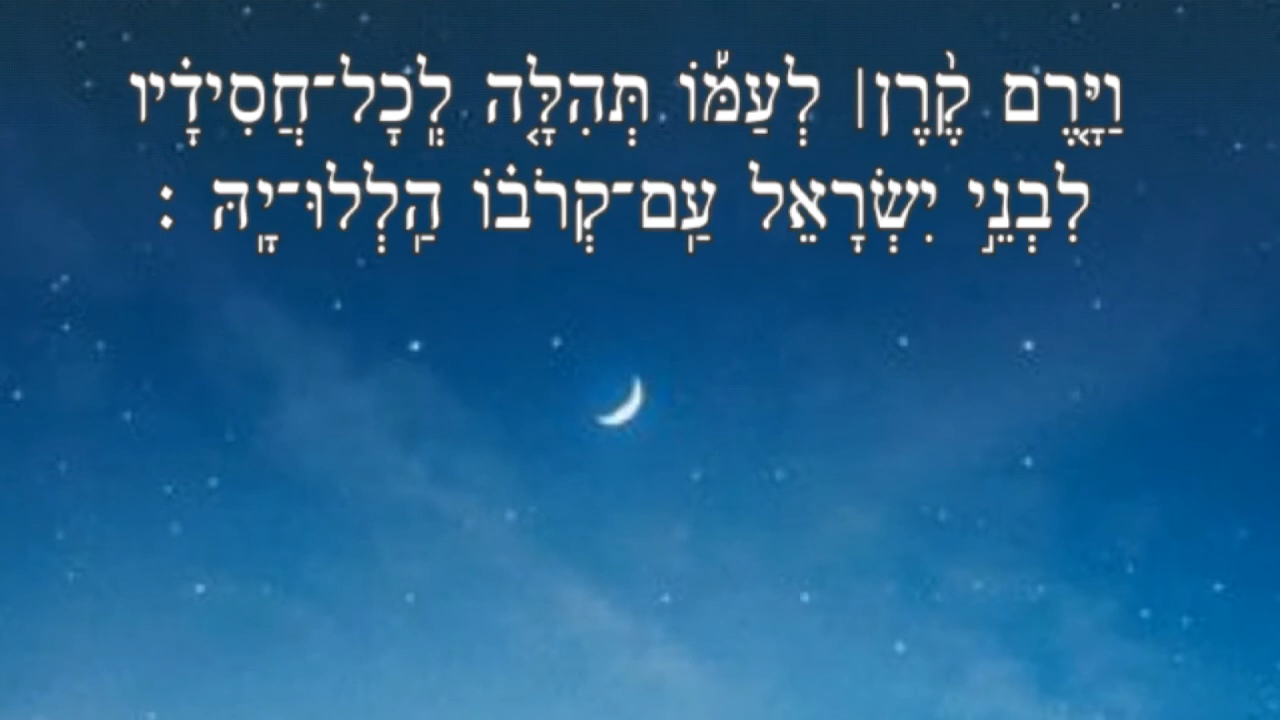 וַיָּ֤רֶם קֶ֨רֶן׀ לְעַמּ֡וֹ תְּהִלָּ֤ה לְֽכָל־חֲסִידָ֗יו
לִבְנֵ֣י יִ֭שְׂרָאֵל עַֽם־קְרֹב֗וֹ הַֽלְלוּ־יָֽהּ :